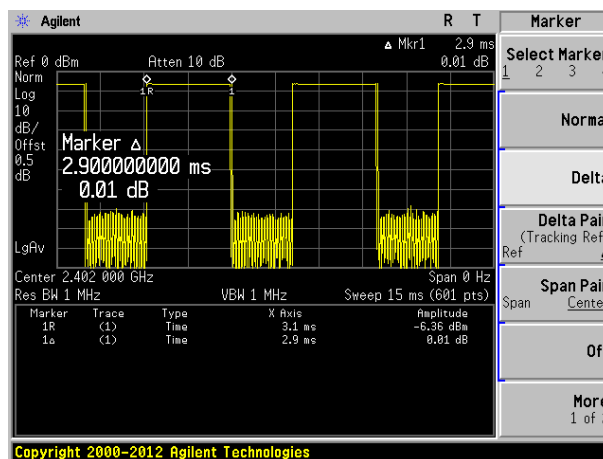 Agilent R T Marker
Δ Mkr1 2.9 ms
Ref 0 dBm Atten 10 dB 0.01 dB
Norm
Log
10
dB/
Offst
0.5
dB
LgAv
1R 1
Marker Δ
2.900000000 ms
0.01 dB
Center 2.402 000 GHz Span 0 Hz
Res BW 1 MHz VBW 1 MHz Sweep 15 ms (601 pts)
Marker Trace Type X Axis Amplitude
1R (1) Time 3.1 ms -6.36 dBm
1Δ (1) Time 2.9 ms 0.01 dB
Select Marker
1 2 3
Norma
Delta
Delta Pair
(Tracking Ref
Ref
Span Pair
Span Center
Of
More
1 of
Copyright 2000-2012 Agilent Technologies